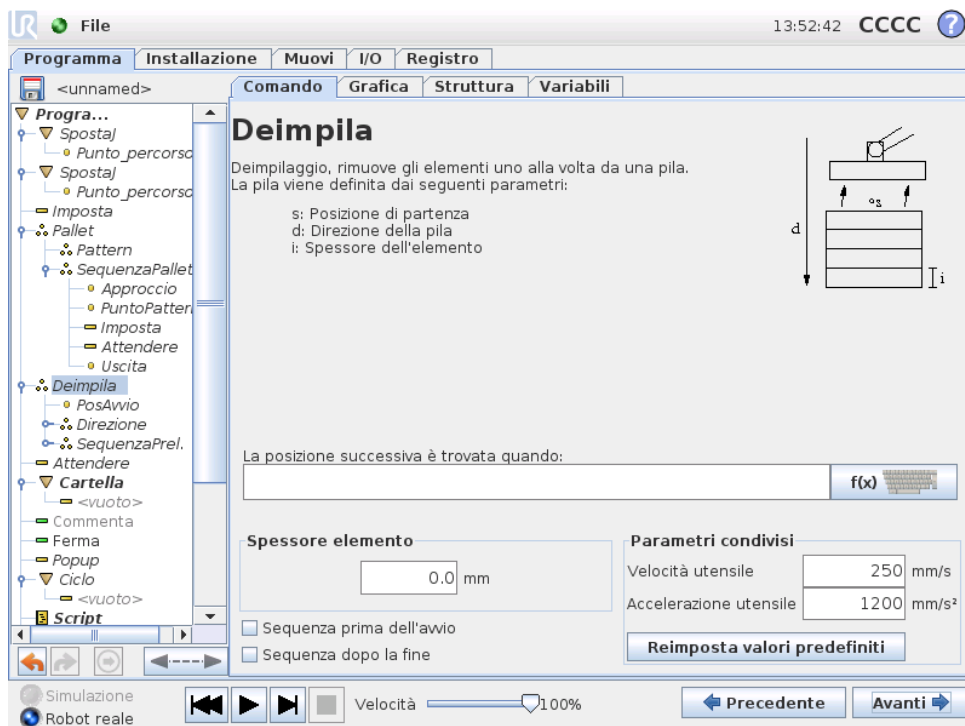 UR File 13:52:42 CCCC ?
Programma Installazione Muovi I/O Registro
<unnamed>
Comando Grafica Struttura Variabili
Progra...
SpostaJ
Punto_percorso
SpostaJ
Punto_percorso
Imposta
Pallet
Pattern
SequenzaPallet
Approccio
PuntoPatter
Imposta
Attendere
Uscita
Deimpila
PosAvvio
Direzione
SequenzaPrel.
Attendere
Cartella
<vuoto>
Commenta
Ferma
Popup
Ciclo
<vuoto>
Script
Deimpila
Deimpilaggio, rimuove gli elementi uno alla volta da una pila.
La pila viene definita dai seguenti parametri:
s: Posizione di partenza
d: Direzione della pila
i: Spessore dell'elemento
s
d
i
La posizione successiva è trovata quando:
f(x)
Spessore elemento
0.0 mm
Sequenza prima dell'avvio
Sequenza dopo la fine
Parametri condivisi
Velocità utensile 250 mm/s
Accelerazione utensile 1200 mm/s²
Reimposta valori predefiniti
Simulazione
Robot reale
Velocità 100%
Precedente Avanti